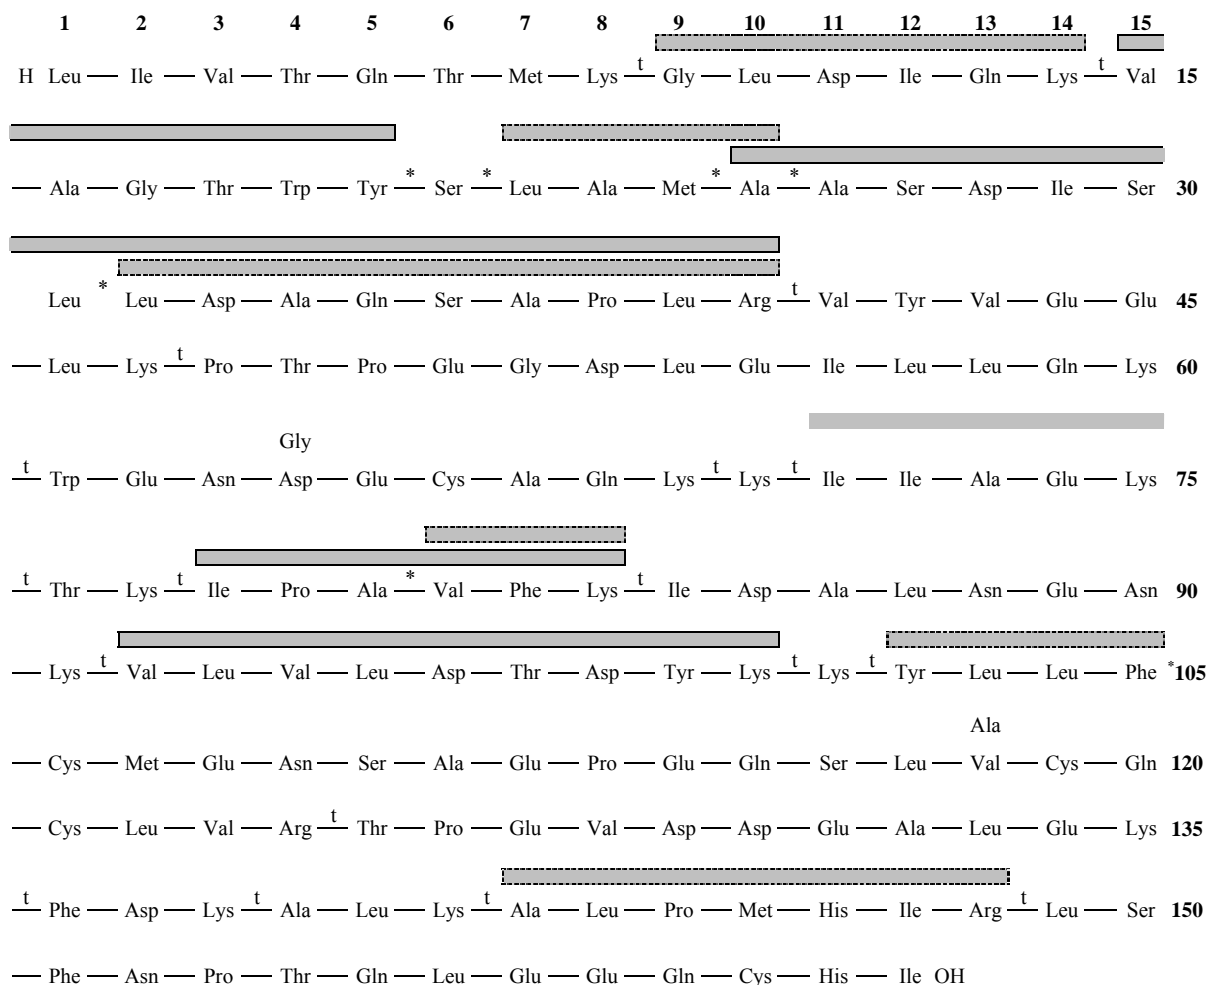 1 2 3 4 5 6 7 8 9 10 11 12 13 14 15
H Leu — Ile — Val — Thr — Gln — Thr — Met — Lys —t Gly — Leu — Asp — Ile — Gln — Lys —t Val 15
— Ala — Gly — Thr — Trp — Tyr —* Ser —* Leu — Ala — Met —* Ala —* Ala — Ser — Asp — Ile — Ser 30
Leu * Leu — Asp — Ala — Gln — Ser — Ala — Pro — Leu — Arg —t Val — Tyr — Val — Glu — Glu 45
— Leu — Lys —t Pro — Thr — Pro — Glu — Gly — Asp — Leu — Glu — Ile — Leu — Leu — Gln — Lys 60
Gly
—t Trp — Glu — Asn — Asp — Glu — Cys — Ala — Gln — Lys —t Lys —t Ile — Ile — Ala — Glu — Lys 75
—t Thr — Lys —t Ile — Pro — Ala —* Val — Phe — Lys —t Ile — Asp — Ala — Leu — Asn — Glu — Asn 90
— Lys —t Val — Leu — Val — Leu — Asp — Thr — Asp — Tyr — Lys —t Lys —t Tyr — Leu — Leu — Phe *105
Ala
— Cys — Met — Glu — Asn — Ser — Ala — Glu — Pro — Glu — Gln — Ser — Leu — Val — Cys — Gln 120
— Cys — Leu — Val — Arg —t Thr — Pro — Glu — Val — Asp — Asp — Glu — Ala — Leu — Glu — Lys 135
—t Phe — Asp — Lys —t Ala — Leu — Lys —t Ala — Leu — Pro — Met — His — Ile — Arg —t Leu — Ser 150
— Phe — Asn — Pro — Thr — Gln — Leu — Glu — Glu — Gln — Cys — His — Ile OH